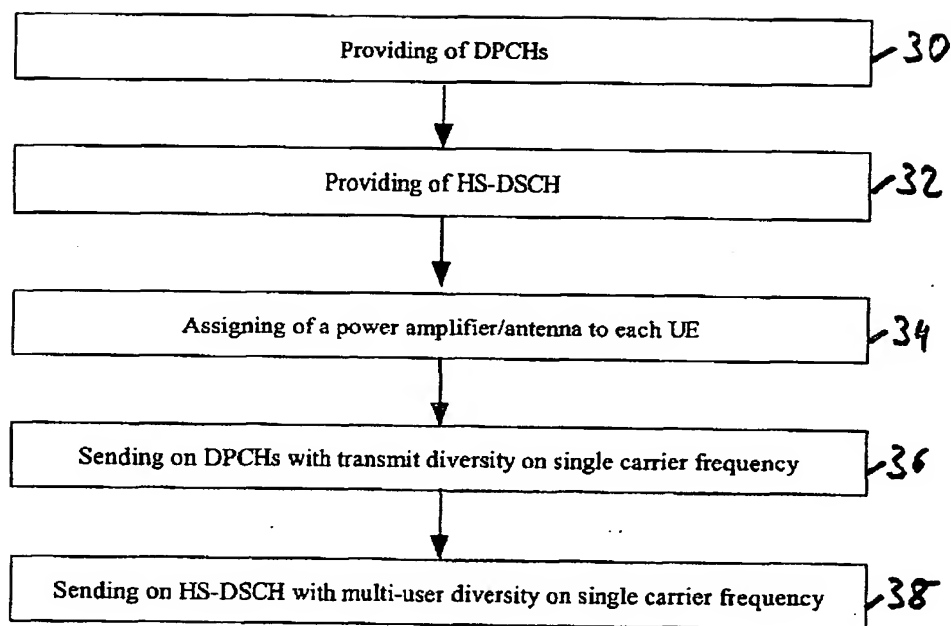 Providing of DPCHs
30
Providing of HS-DSCH
32
Assigning of a power amplifier/antenna to each UE
34
Sending on DPCHs with transmit diversity on single carrier frequency
36
Sending on HS-DSCH with multi-user diversity on single carrier frequency
38